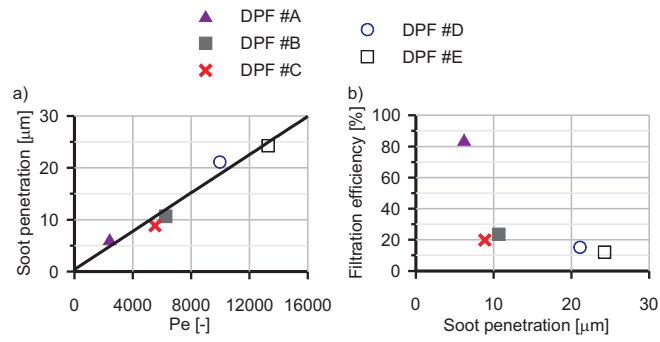 DPF #A
DPF #B
DPF #C
DPF #D
DPF #E
a)
Soot penetration [μm]
30
20
10
0
0 4000 8000 12000 16000
Pe [-]
b)
Filtration efficiency [%]
100
80
60
40
20
0
0 10 20 30
Soot penetration [μm]